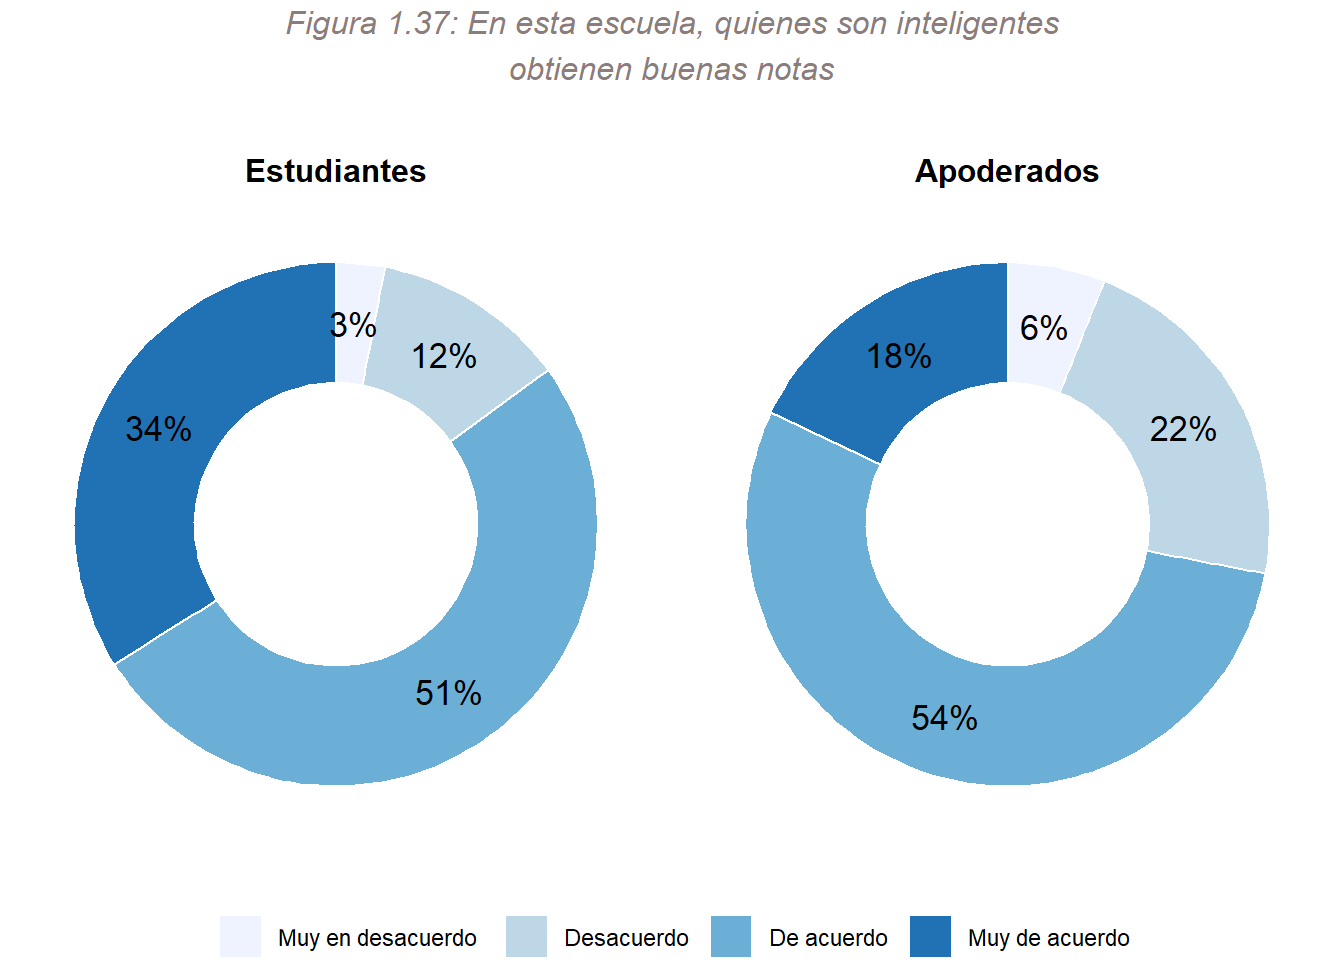 Figura 1.37: En esta escuela, quienes son inteligentes
obtienen buenas notas
Estudiantes
Apoderados
3%
12%
34%
51%
6%
18%
22%
54%
Muy en desacuerdo
Desacuerdo
De acuerdo
Muy de acuerdo